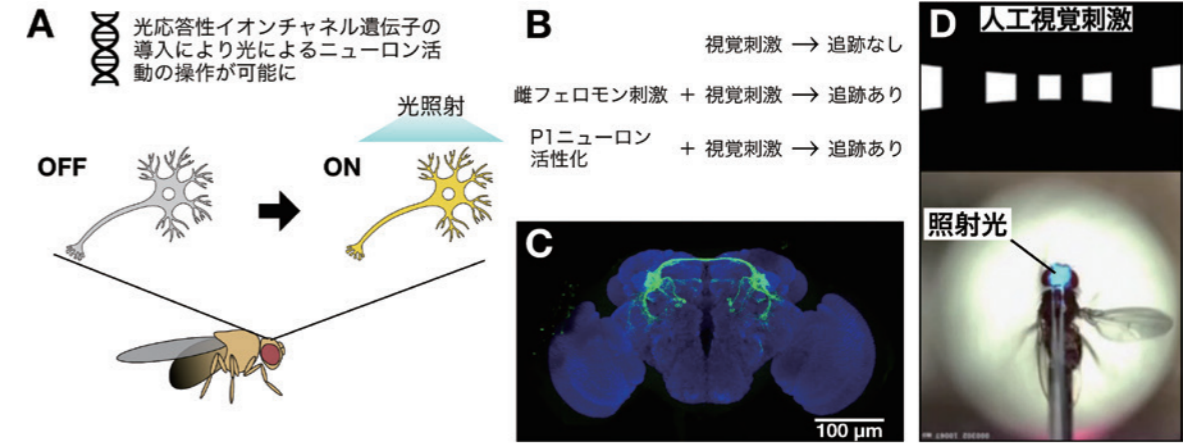 A
光応答性イオンチャネル遺伝子の
導入により光によるニューロン活
動の操作が可能に
光照射
OFF
ON
B
視覚刺激 → 追跡なし
雌フェロモン刺激 + 視覚刺激 → 追跡あり
P1ニューロン
活性化
+ 視覚刺激 → 追跡あり
C
100 μm
D
人工視覚刺激
照射光